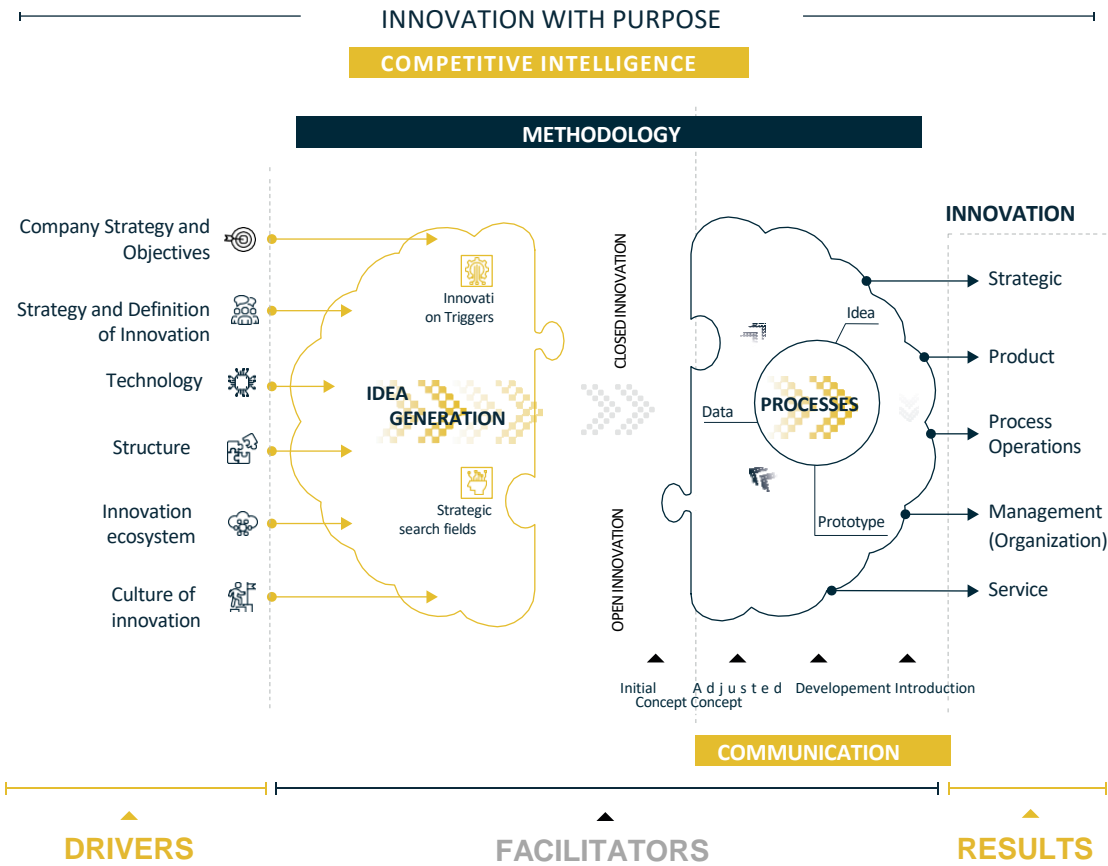 INNOVATION WITH PURPOSE
COMPETITIVE INTELLIGENCE
METHODOLOGY
Company Strategy and
Objectives
Strategy and Definition
of Innovation
Technology
Structure
Innovation
ecosystem
Culture of
innovation
Innovati
on Triggers
IDEA
GENERATION
Strategic
search fields
CLOSED INNOVATION
OPEN INNOVATION
Idea
Data
PROCESSES
Prototype
INNOVATION
Strategic
Product
Process
Operations
Management
(Organization)
Service
Initial
Concept
Adjusted
Concept
Developement
Introduction
COMMUNICATION
DRIVERS
FACILITATORS
RESULTS